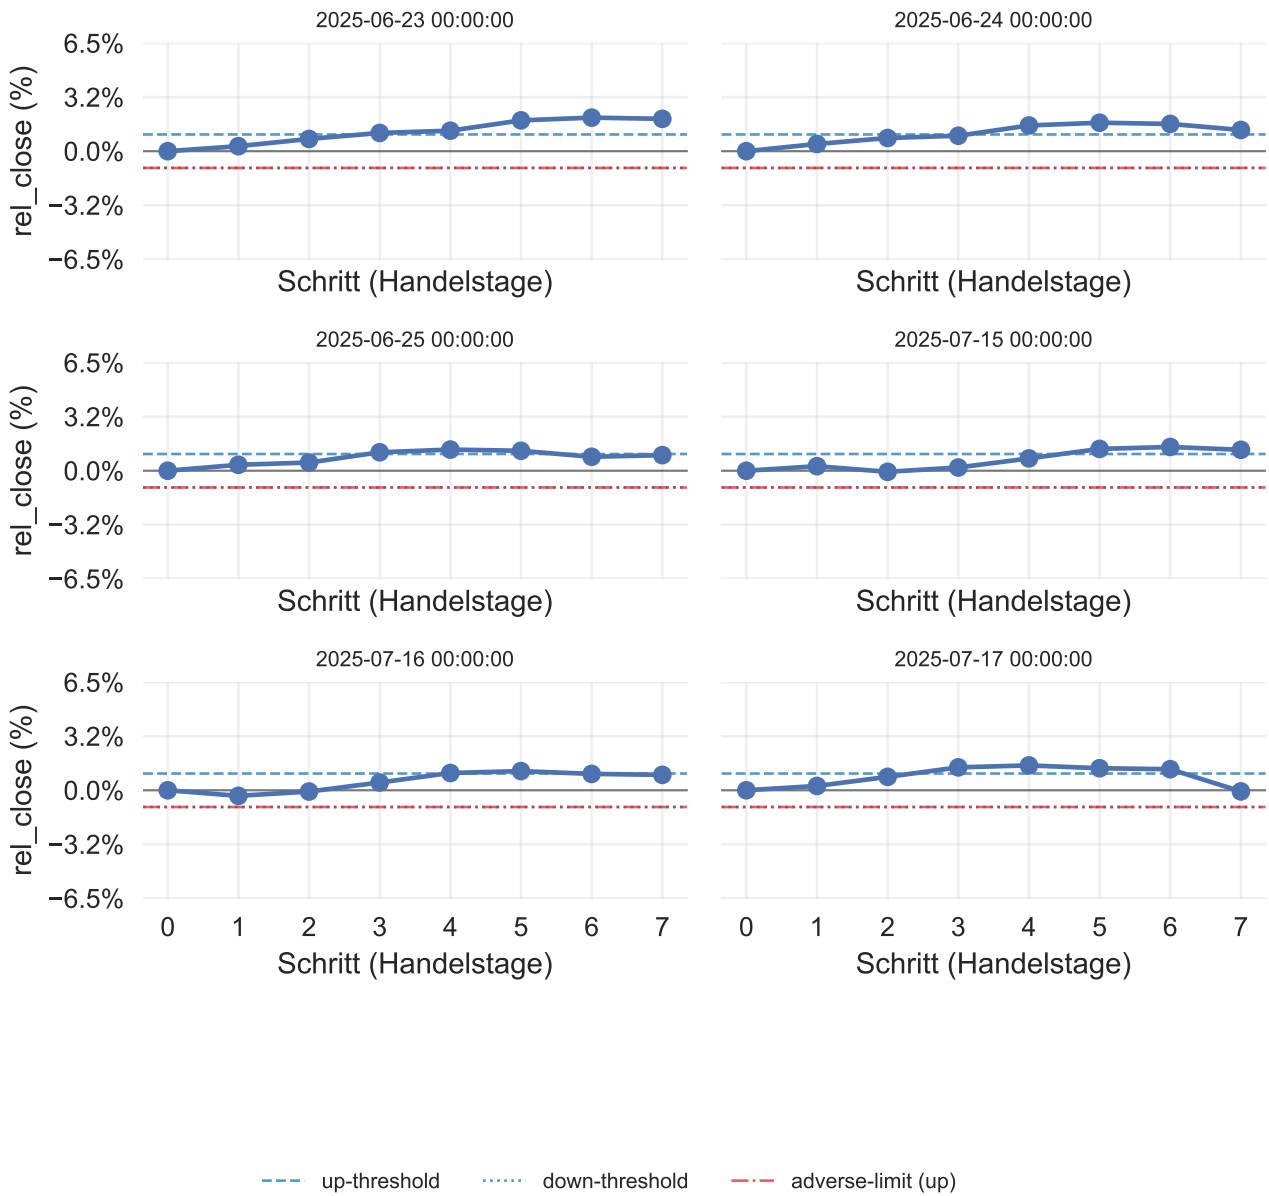 2025-06-23 00:00:00
2025-06-24 00:00:00
6.5%
3.2%
0.0%
−3.2%
−6.5%
rel_close (%)
Schritt (Handelstage)
Schritt (Handelstage)
2025-06-25 00:00:00
2025-07-15 00:00:00
6.5%
3.2%
0.0%
−3.2%
−6.5%
rel_close (%)
Schritt (Handelstage)
Schritt (Handelstage)
2025-07-16 00:00:00
2025-07-17 00:00:00
6.5%
3.2%
0.0%
−3.2%
−6.5%
rel_close (%)
0 1 2 3 4 5 6 7
0 1 2 3 4 5 6 7
Schritt (Handelstage)
Schritt (Handelstage)
up-threshold
down-threshold
adverse-limit (up)